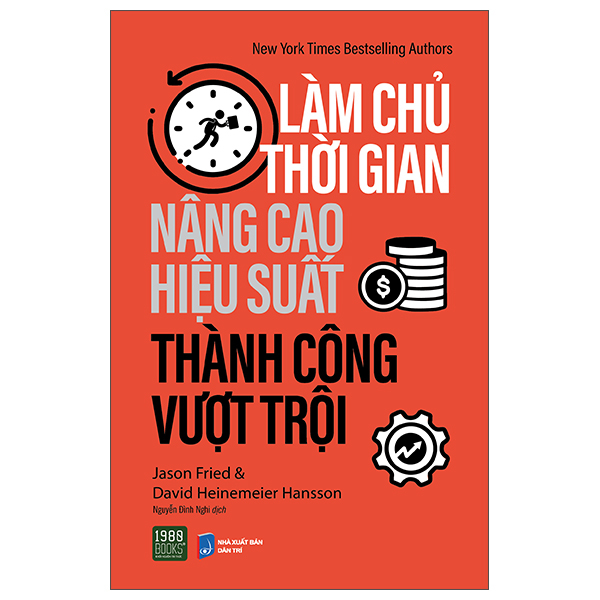 New York Times Bestselling Authors
LÀM CHỦ
THỜI GIAN
NÂNG CAO
HIỆU SUẤT
$
THÀNH CÔNG
VƯỢT TRỘI
Jason Fried &
David Heinemeier Hansson
Nguyễn Đình Nghi dịch
1980
BOOKS
NHÀ XUẤT BẢN
DÂN TRÍ